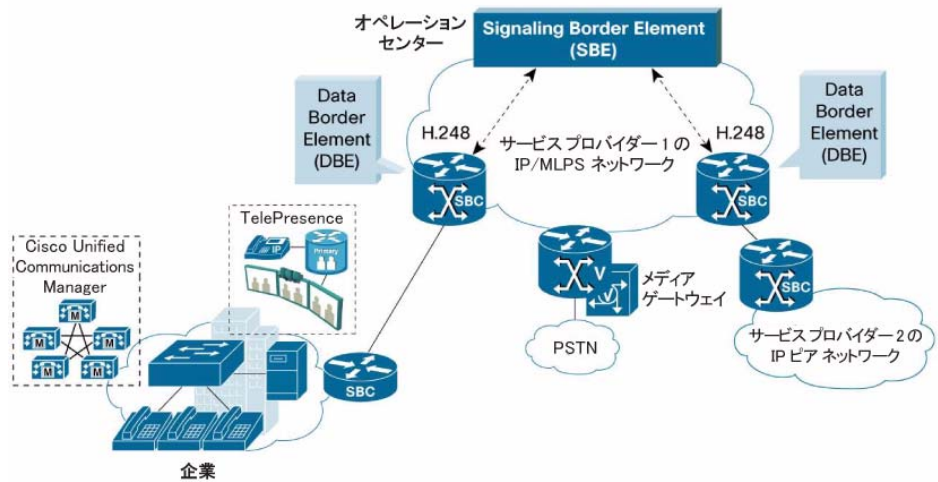 オペレーション
センター
Signaling Border Element
(SBE)
Data
Border
Element
(DBE)
H.248
サービス プロバイダー 1 の
IP/MLPS ネットワーク
H.248
Data
Border
Element
(DBE)
SBC
SBC
TelePresence
IP
Primary
Cisco Unified
Communications
Manager
M
M
M
M
M
V
V
メディア
ゲートウェイ
SBC
PSTN
サービス プロバイダー 2 の
IP ピア ネットワーク
SBC
企業